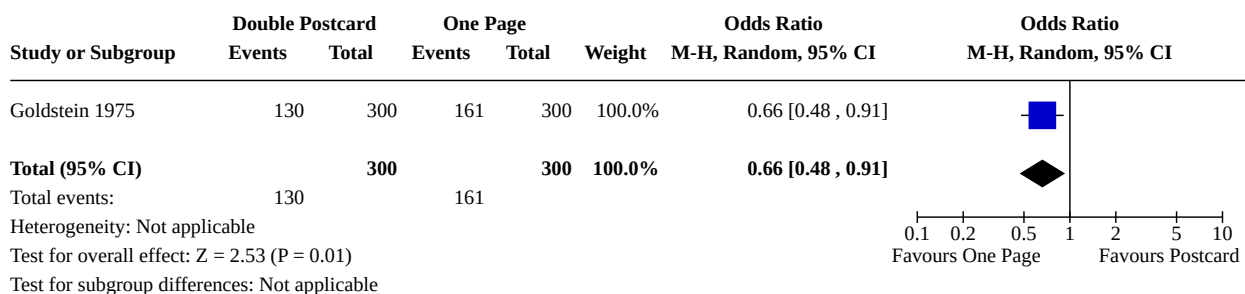 Double Postcard One Page Odds Ratio Odds Ratio
Study or Subgroup Events Total Events Total Weight M-H, Random, 95% CI M-H, Random, 95% CI
Goldstein 1975 130 300 161 300 100.0% 0.66 [0.48 , 0.91]
Total (95% CI) 300 300 100.0% 0.66 [0.48 , 0.91]
Total events: 130 161
Heterogeneity: Not applicable
0.1 0.2 0.5 1 2 5 10
Test for overall effect: Z = 2.53 (P = 0.01) Favours One Page Favours Postcard
Test for subgroup differences: Not applicable